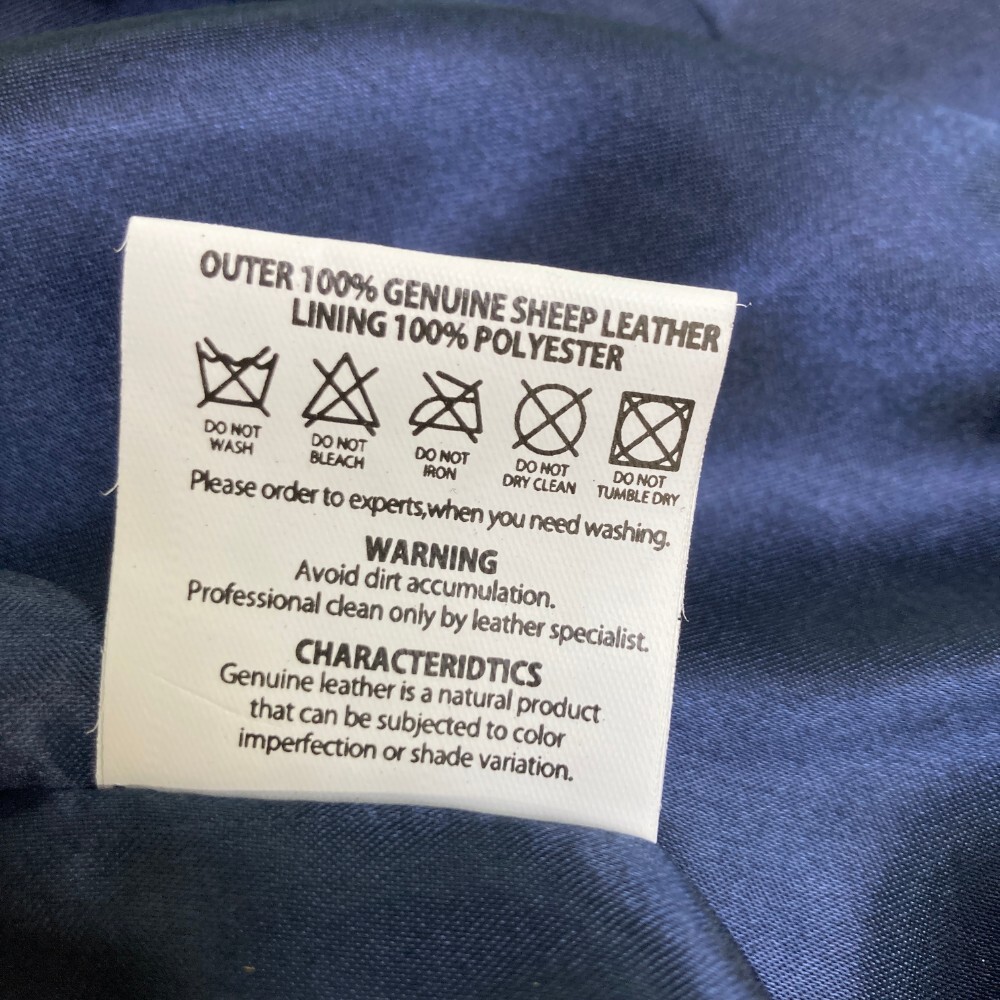 OUTER 100% GENUINE SHEEP LEATHER
LINING 100% POLYESTER
DO NOT WASH
DO NOT BLEACH
DO NOT IRON
DO NOT DRY CLEAN
DO NOT TUMBLE DRY
Please order to experts,when you need washing.
WARNING
Avoid dirt accumulation.
Professional clean only by leather specialist.
CHARACTERIDTICS
Genuine leather is a natural product
that can be subjected to color
imperfection or shade variation.